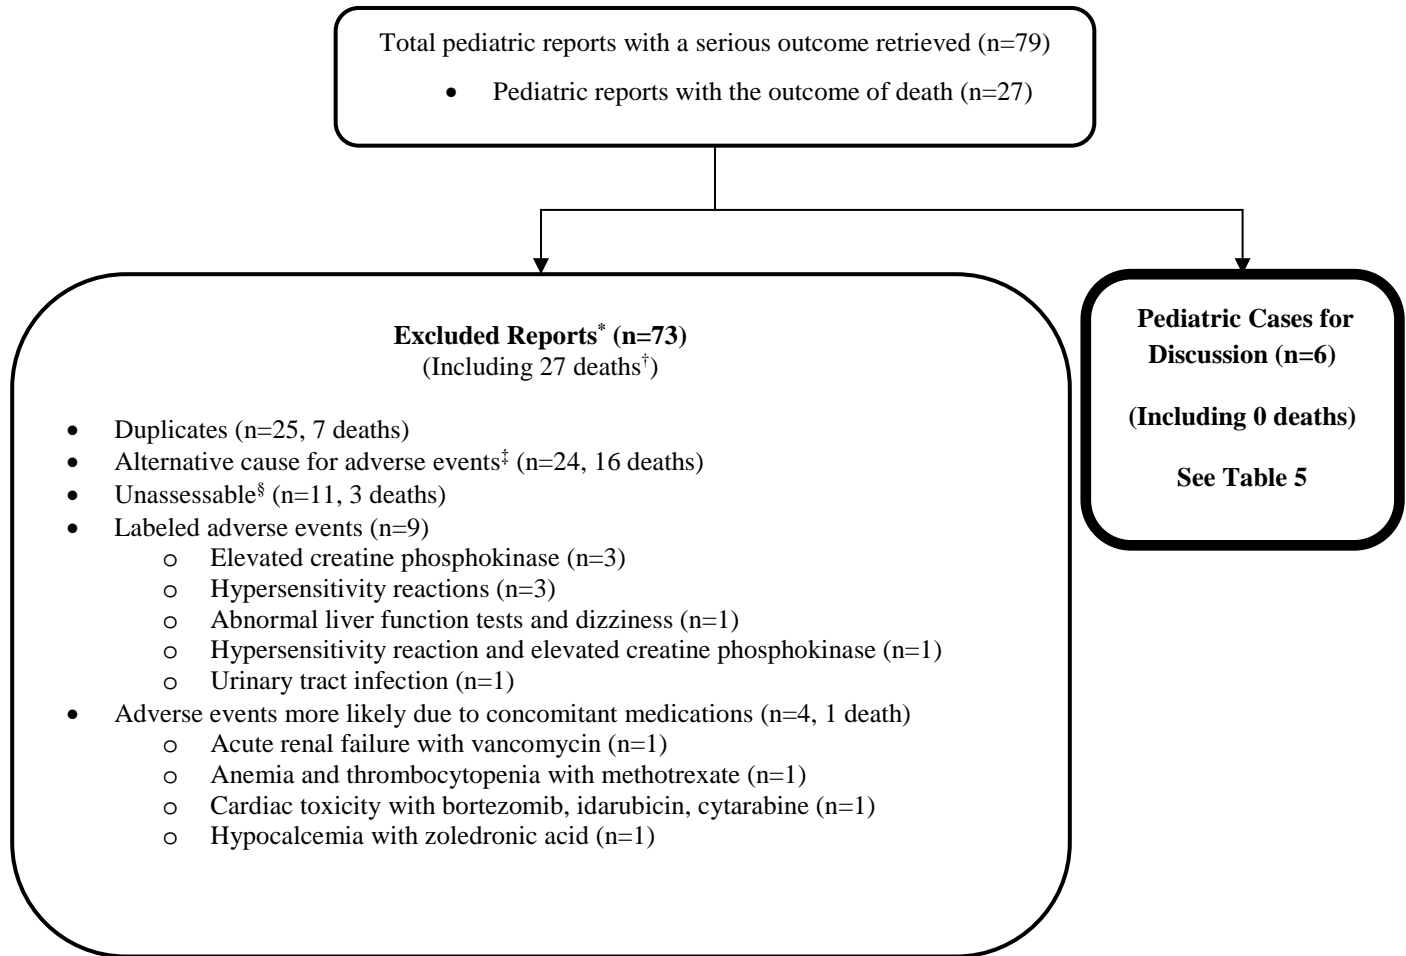 Total pediatric reports with a serious outcome retrieved (n=79)
• Pediatric reports with the outcome of death (n=27)
Excluded Reports* (n=73)
(Including 27 deaths†)
• Duplicates (n=25, 7 deaths)
• Alternative cause for adverse events‡ (n=24, 16 deaths)
• Unassessable§ (n=11, 3 deaths)
• Labeled adverse events (n=9)
o Elevated creatine phosphokinase (n=3)
o Hypersensitivity reactions (n=3)
o Abnormal liver function tests and dizziness (n=1)
o Hypersensitivity reaction and elevated creatine phosphokinase (n=1)
o Urinary tract infection (n=1)
• Adverse events more likely due to concomitant medications (n=4, 1 death)
o Acute renal failure with vancomycin (n=1)
o Anemia and thrombocytopenia with methotrexate (n=1)
o Cardiac toxicity with bortezomib, idarubicin, cytarabine (n=1)
o Hypocalcemia with zoledronic acid (n=1)
Pediatric Cases for
Discussion (n=6)
(Including 0 deaths)
See Table 5